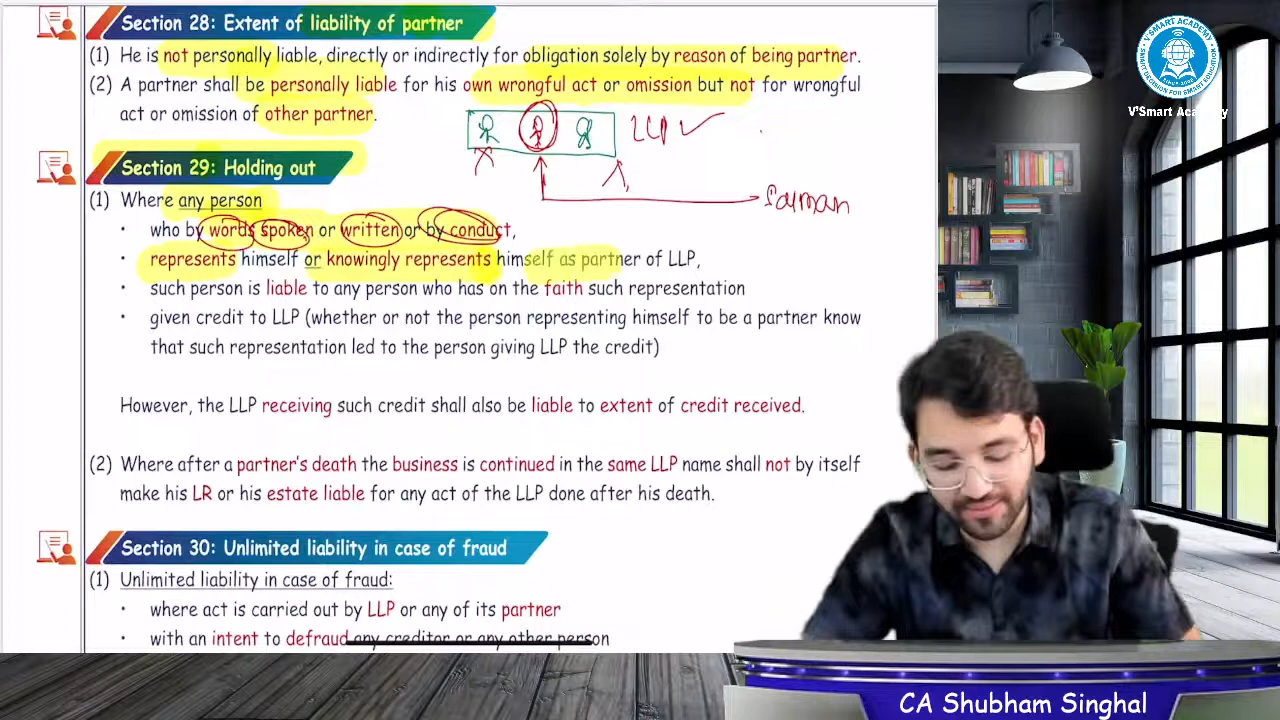 Section 28: Extent of liability of partner
(1) He is not personally liable, directly or indirectly for obligation solely by reason of being partner.
(2) A partner shall be personally liable for his own wrongful act or omission but not for wrongful
act or omission of other partner.
LLP
Section 29: Holding out
(1) Where any person
Salman
• who by words spoken or written or by conduct,
• represents himself or knowingly represents himself as partner of LLP,
• such person is liable to any person who has on the faith such representation
• given credit to LLP (whether or not the person representing himself to be a partner know
that such representation led to the person giving LLP the credit)
However, the LLP receiving such credit shall also be liable to extent of credit received.
(2) Where after a partner's death the business is continued in the same LLP name shall not by itself
make his LR or his estate liable for any act of the LLP done after his death.
Section 30: Unlimited liability in case of fraud
(1) Unlimited liability in case of fraud:
• where act is carried out by LLP or any of its partner
• with an intent to defraud any creditor or any other person
V'SMART ACADEMY
SMART DECISION FOR SMART EDUCATION
V'Smart Academy
CA Shubham Singhal